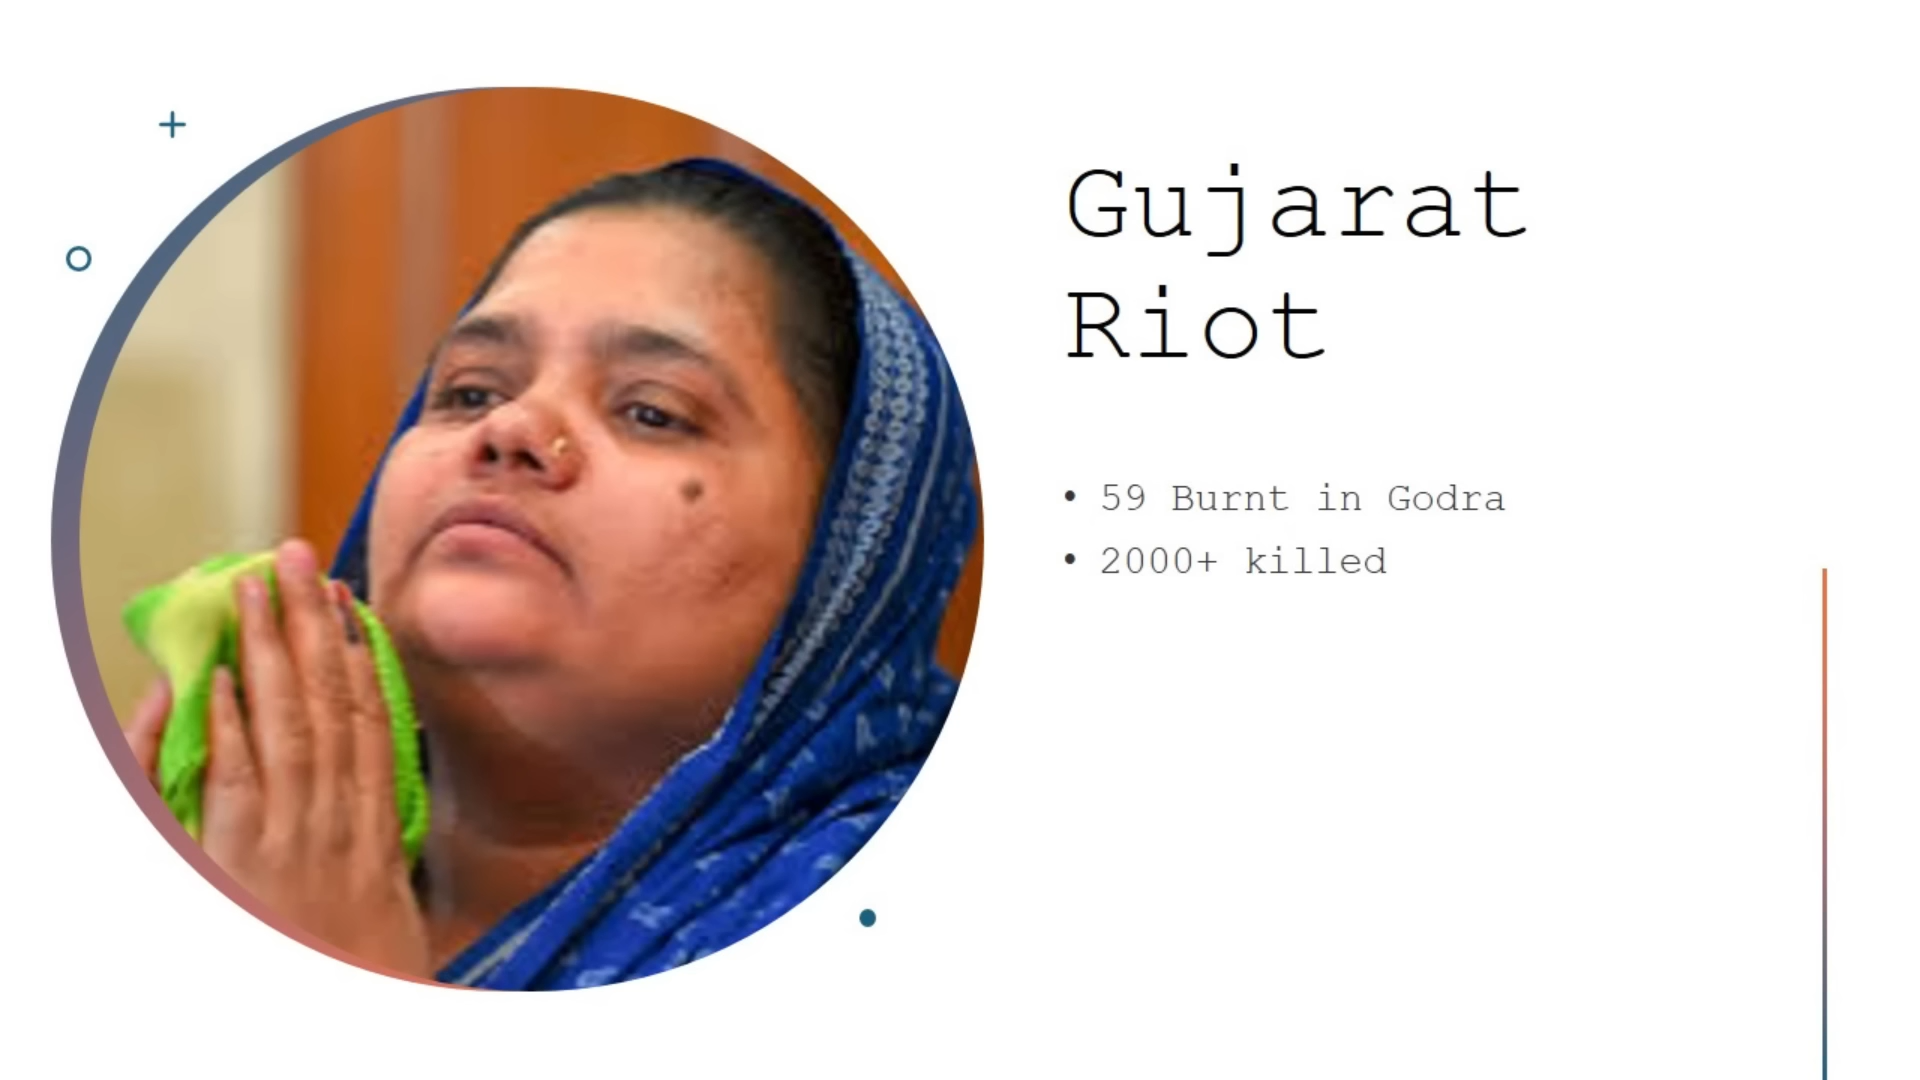 Gujarat
Riot
• 59 Burnt in Godra
• 2000+ killed